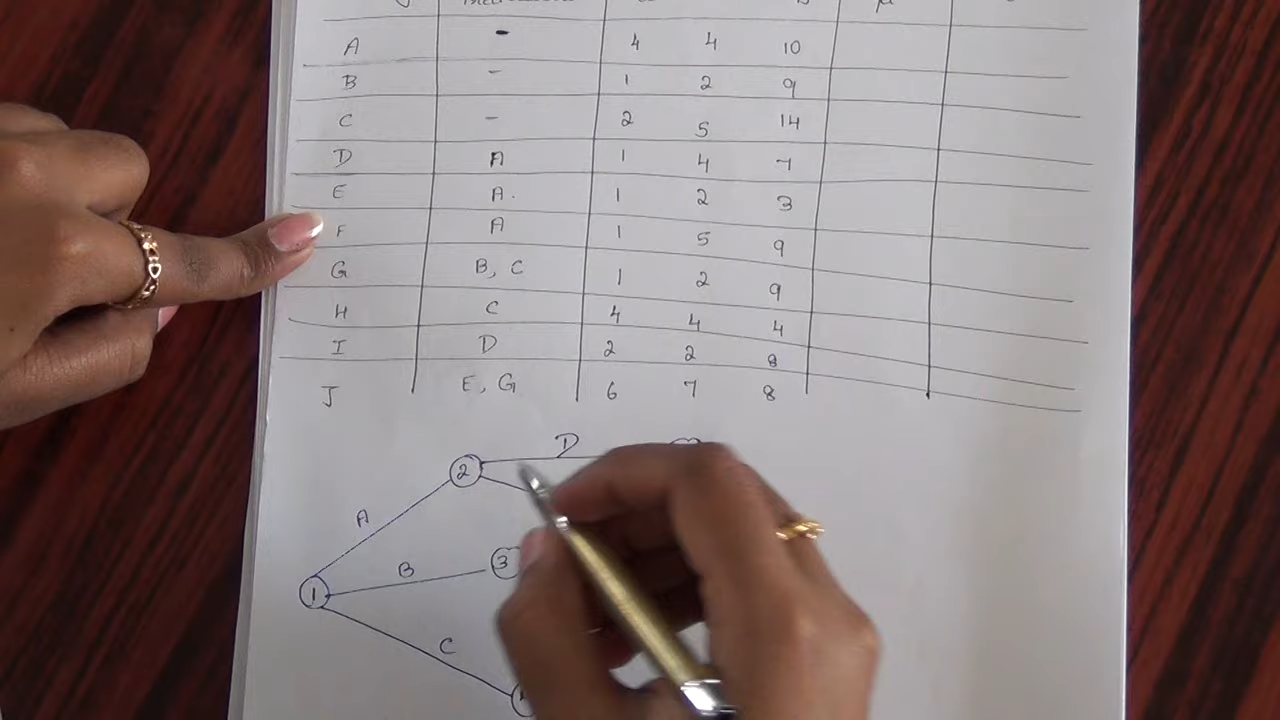 A - 4 4 10
B - 1 2 9
C - 2 5 14
D A 1 4 7
E A. 1 2 3
F A 1 5 9
G B, C 1 2 9
H C 4 4 4
I D 2 2 8
J E, G 6 7 8
D
2
A
3
B
1
C